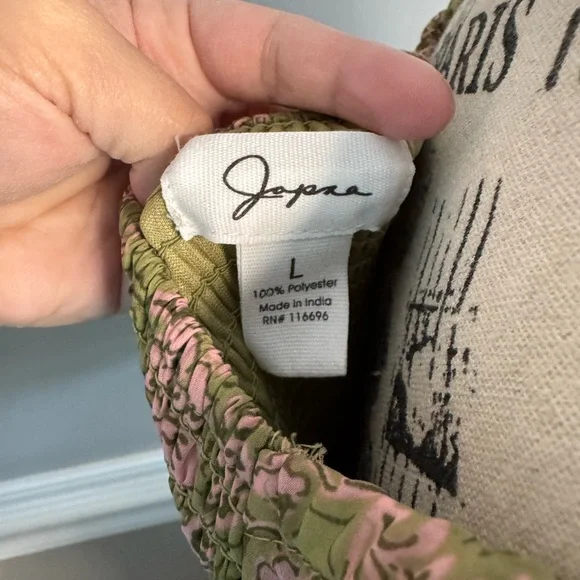 Japna
L
100% Polyester
Made in India
RN# 116696
PARIS